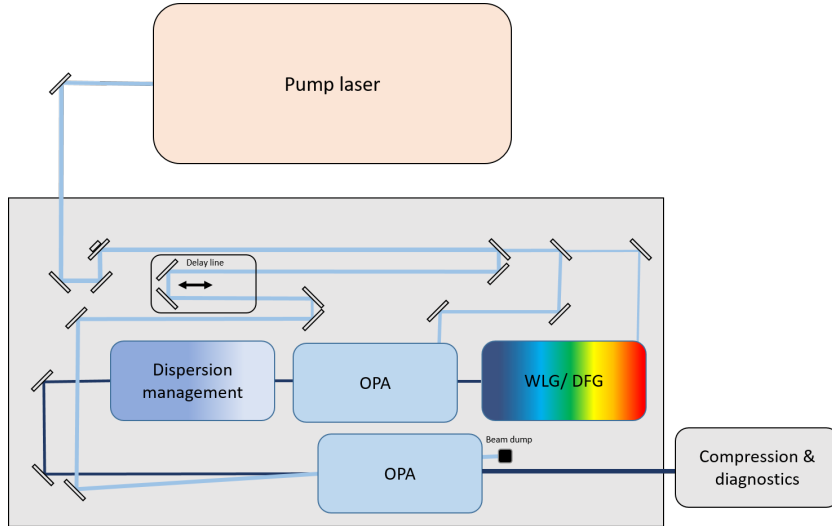 Pump laser
Delay line
Dispersion
management
OPA
WLG/ DFG
Beam dump
OPA
Compression &
diagnostics